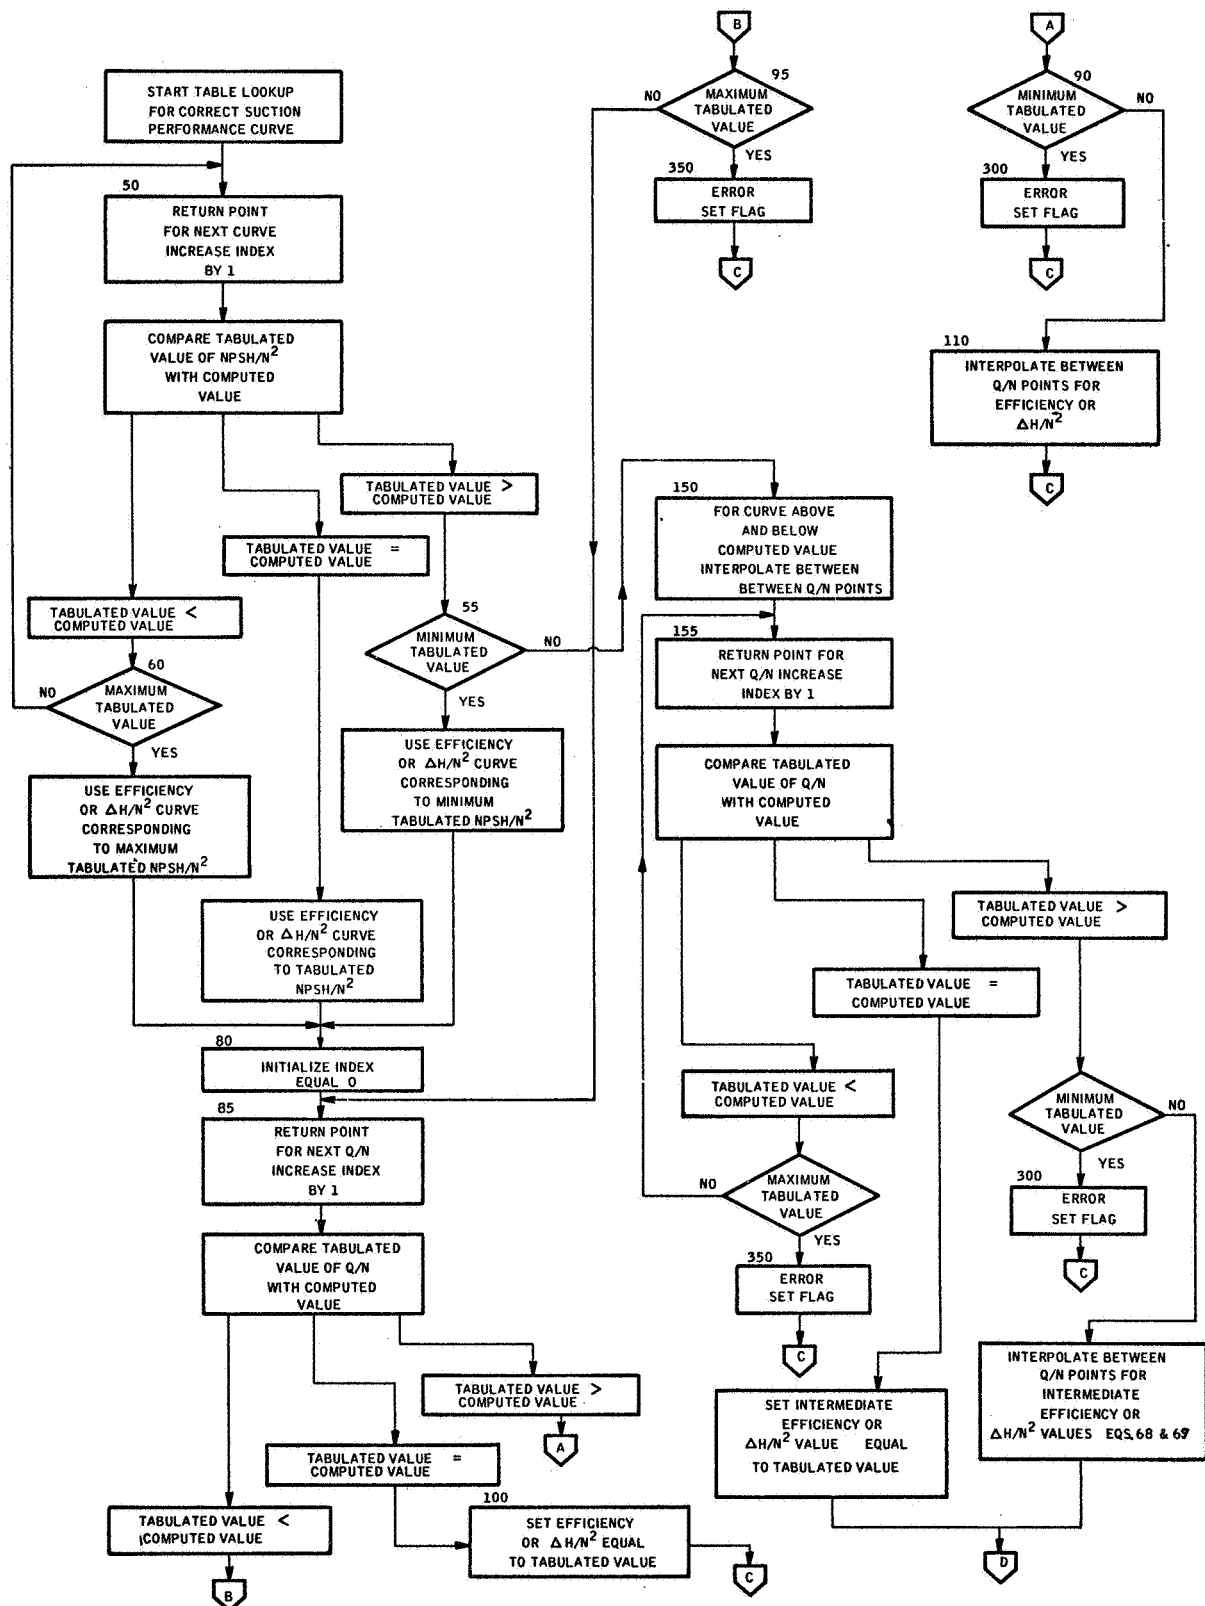 START TABLE LOOKUP
FOR CORRECT SUCTION
PERFORMANCE CURVE
50
RETURN POINT
FOR NEXT CURVE
INCREASE INDEX
BY 1
COMPARE TABULATED
VALUE OF NPSH/N²
WITH COMPUTED
VALUE
TABULATED VALUE >
COMPUTED VALUE
TABULATED VALUE =
COMPUTED VALUE
TABULATED VALUE <
COMPUTED VALUE
60
NO
MAXIMUM
TABULATED
VALUE
YES
55
MINIMUM
TABULATED
VALUE
NO
YES
USE EFFICIENCY
OR ΔH/N² CURVE
CORRESPONDING
TO MAXIMUM
TABULATED NPSH/N²
USE EFFICIENCY
OR ΔH/N² CURVE
CORRESPONDING
TO MINIMUM
TABULATED NPSH/N²
USE EFFICIENCY
OR ΔH/N² CURVE
CORRESPONDING
TO TABULATED
NPSH/N²
80
INITIALIZE INDEX
EQUAL 0
85
RETURN POINT
FOR NEXT Q/N
INCREASE INDEX
BY 1
COMPARE TABULATED
VALUE OF Q/N
WITH COMPUTED
VALUE
TABULATED VALUE >
COMPUTED VALUE
A
TABULATED VALUE =
COMPUTED VALUE
TABULATED VALUE <
COMPUTED VALUE
B
100
SET EFFICIENCY
OR ΔH/N² EQUAL
TO TABULATED VALUE
C
B
95
NO
MAXIMUM
TABULATED
VALUE
YES
350
ERROR
SET FLAG
C
A
90
MINIMUM
TABULATED
VALUE
NO
YES
300
ERROR
SET FLAG
C
110
INTERPOLATE BETWEEN
Q/N POINTS FOR
EFFICIENCY OR
ΔH/N²
C
150
FOR CURVE ABOVE
AND BELOW
COMPUTED VALUE
INTERPOLATE BETWEEN
BETWEEN Q/N POINTS
155
RETURN POINT FOR
NEXT Q/N INCREASE
INDEX BY 1
COMPARE TABULATED
VALUE OF Q/N
WITH COMPUTED
VALUE
TABULATED VALUE >
COMPUTED VALUE
TABULATED VALUE =
COMPUTED VALUE
TABULATED VALUE <
COMPUTED VALUE
NO
MAXIMUM
TABULATED
VALUE
YES
350
ERROR
SET FLAG
C
MINIMUM
TABULATED
VALUE
NO
YES
300
ERROR
SET FLAG
C
SET INTERMEDIATE
EFFICIENCY OR
ΔH/N² VALUE EQUAL
TO TABULATED VALUE
INTERPOLATE BETWEEN
Q/N POINTS FOR
INTERMEDIATE
EFFICIENCY OR
ΔH/N² VALUES EQS. 68 & 69
D